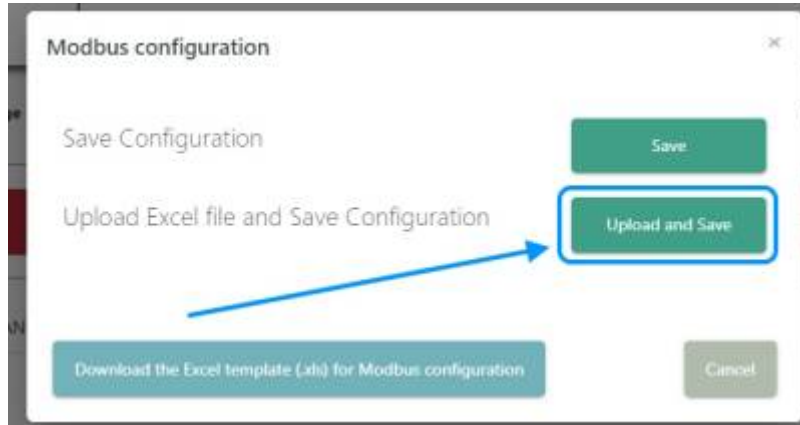 Modbus configuration
×
Save Configuration
Save
Upload Excel file and Save Configuration
Upload and Save
Download the Excel template (.xls) for Modbus configuration
Cancel